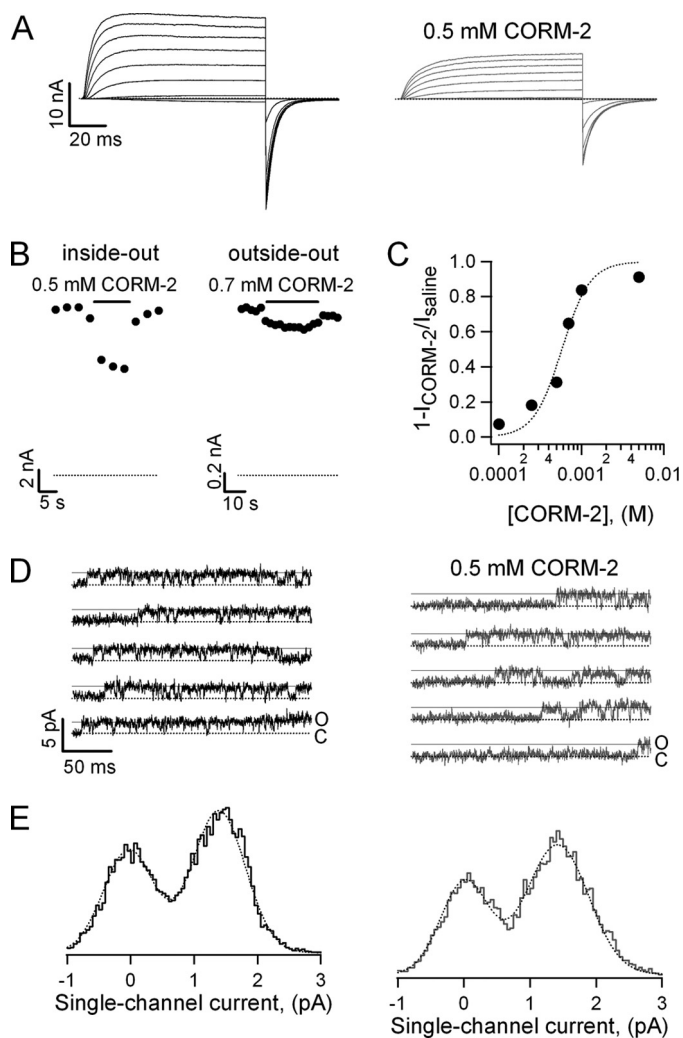 A
0.5 mM CORM-2
10 nA
20 ms
B
inside-out
outside-out
0.5 mM CORM-2
0.7 mM CORM-2
2 nA
5 s
0.2 nA
10 s
C
1-I CORM-2/I saline
1.0
0.8
0.6
0.4
0.2
0.0
2 4 2 4
0.0001 0.001 0.01
[CORM-2], (M)
D
0.5 mM CORM-2
O
C
5 pA
50 ms
O
C
E
-1 0 1 2 3
Single-channel current, (pA)
-1 0 1 2 3
Single-channel current, (pA)